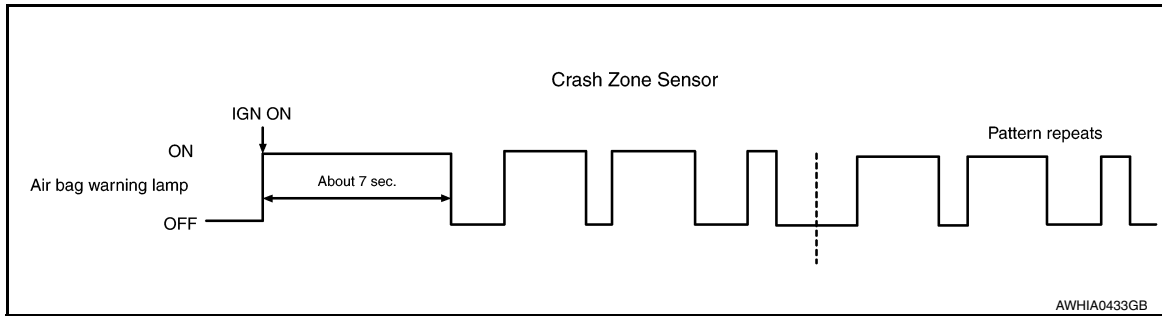 Crash Zone Sensor
IGN ON
ON
Pattern repeats
Air bag warning lamp
About 7 sec.
OFF
AWHIA0433GB